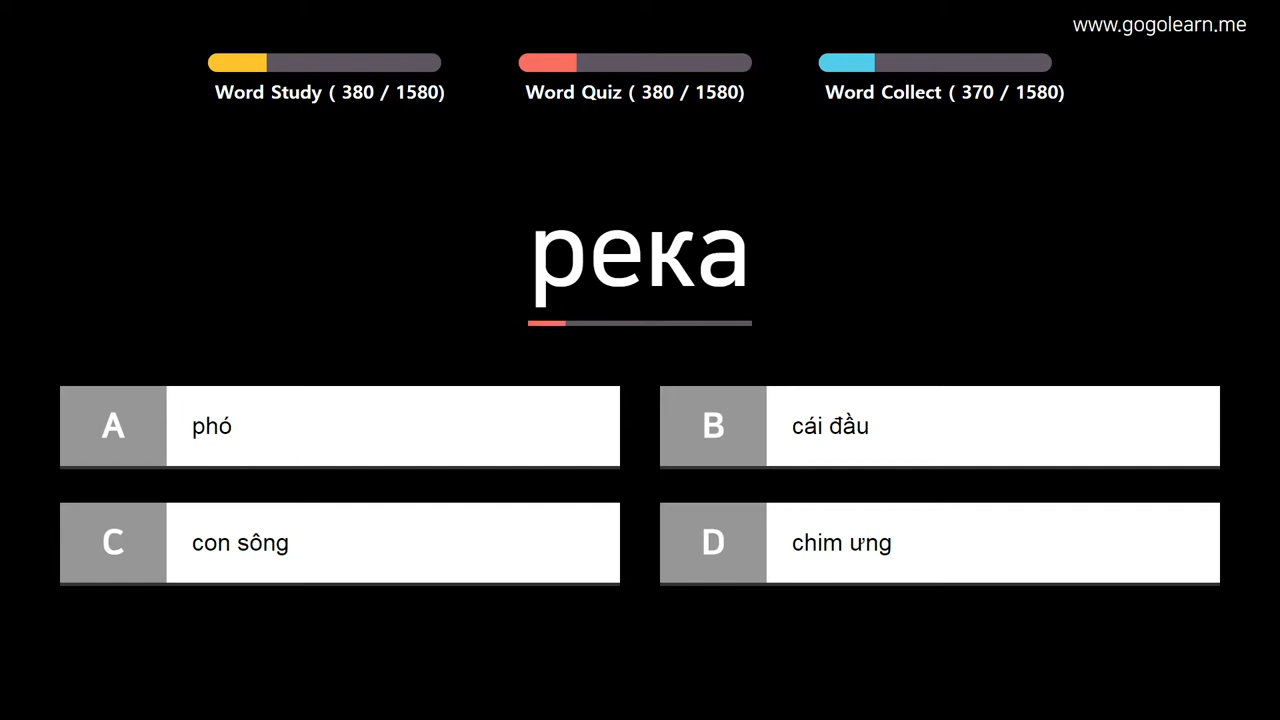 www.gogolearn.me
Word Study ( 380 / 1580)
Word Quiz ( 380 / 1580)
Word Collect ( 370 / 1580)
река
A phó
B cái đầu
C con sông
D chim ưng